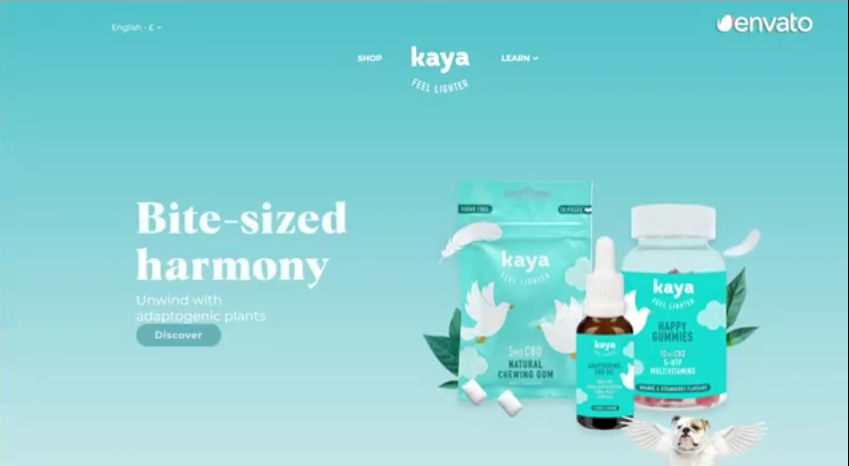 English - £
envato
SHOP
kaya
LEARN
FEEL LIGHTER
Bite-sized
harmony
Unwind with
adaptogenic plants
Discover
SUGAR FREE
10 PIECES
kaya
FEEL LIGHTER
5MG CBD
NATURAL
CHEWING GUM
kaya
ADAPTOGENIC
CBD OIL
kaya
FEEL LIGHTER
HAPPY
GUMMIES
12MG CBD
5-HTP
MULTIVITAMINS
ORANGE & STRAWBERRY FLAVOURS